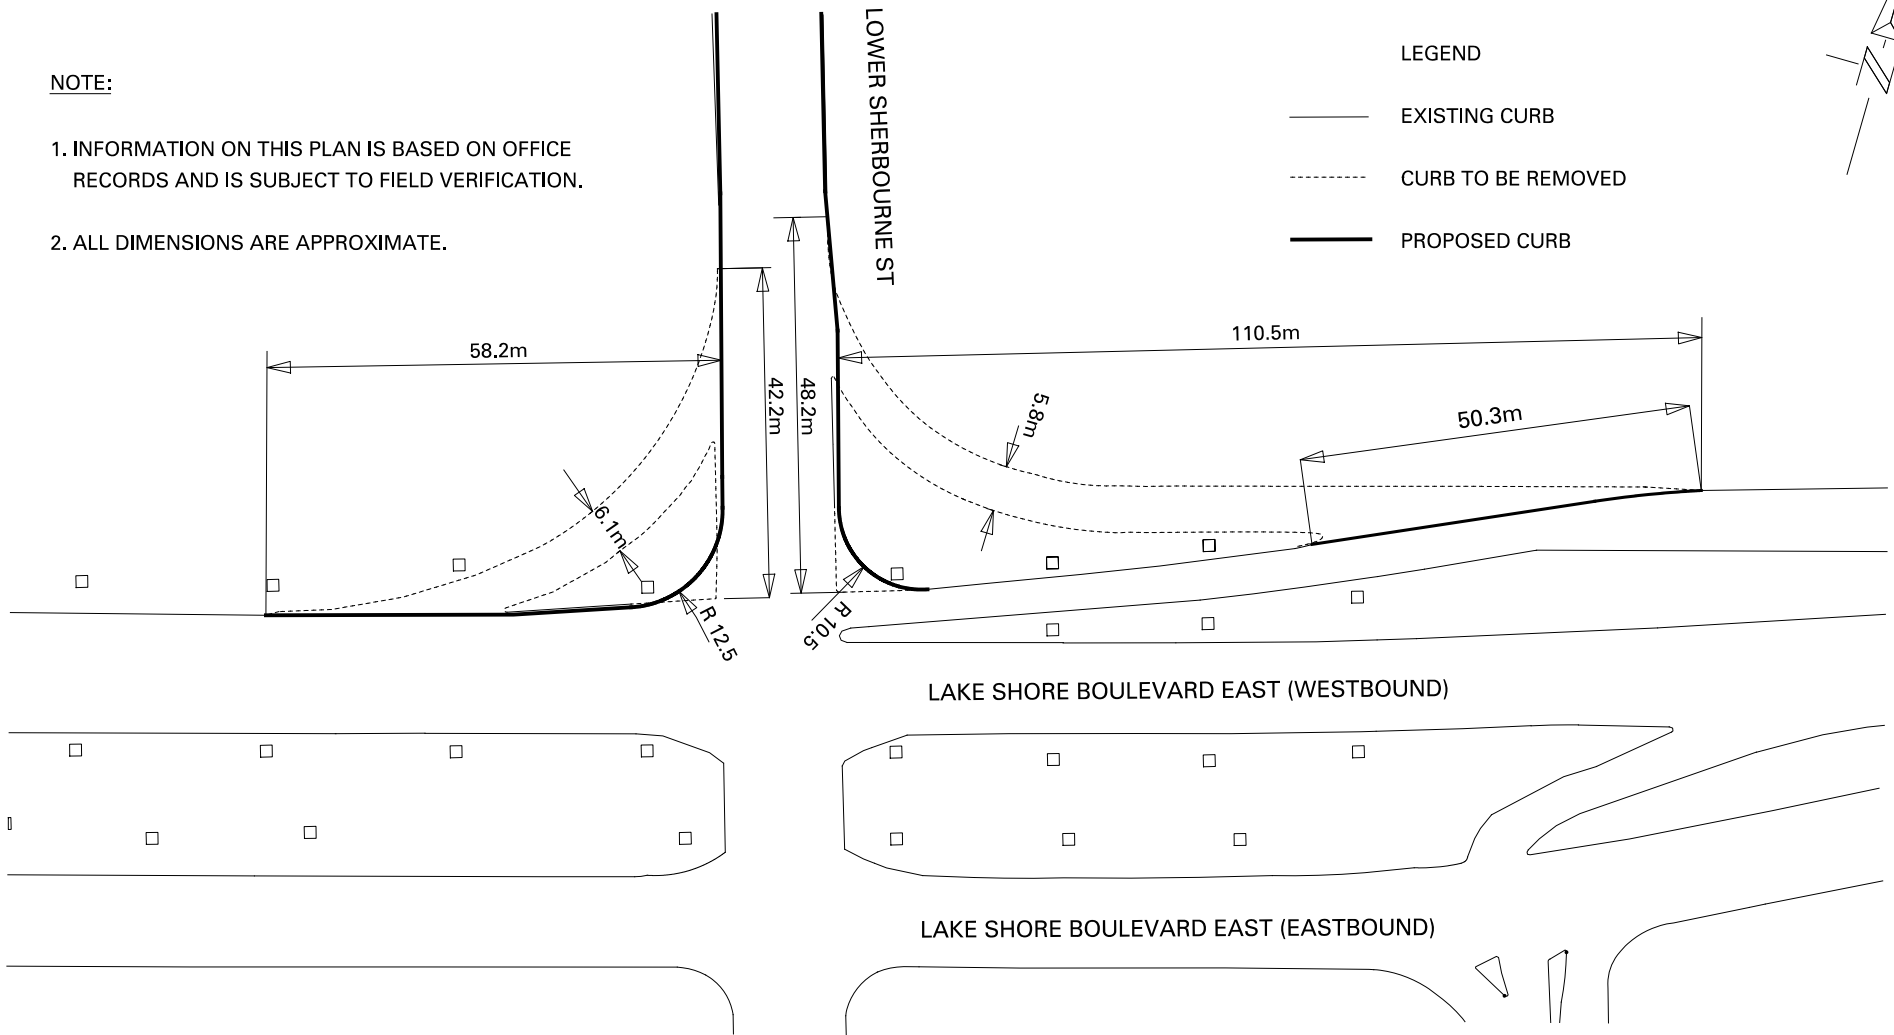 NOTE:
1. INFORMATION ON THIS PLAN IS BASED ON OFFICE
RECORDS AND IS SUBJECT TO FIELD VERIFICATION.
2. ALL DIMENSIONS ARE APPROXIMATE.
LOWER SHERBOURNE ST
LEGEND
EXISTING CURB
CURB TO BE REMOVED
PROPOSED CURB
N
58.2m
42.2m
48.2m
110.5m
5.8m
50.3m
6.1m
R 12.5
R 10.5
LAKE SHORE BOULEVARD EAST (WESTBOUND)
LAKE SHORE BOULEVARD EAST (EASTBOUND)